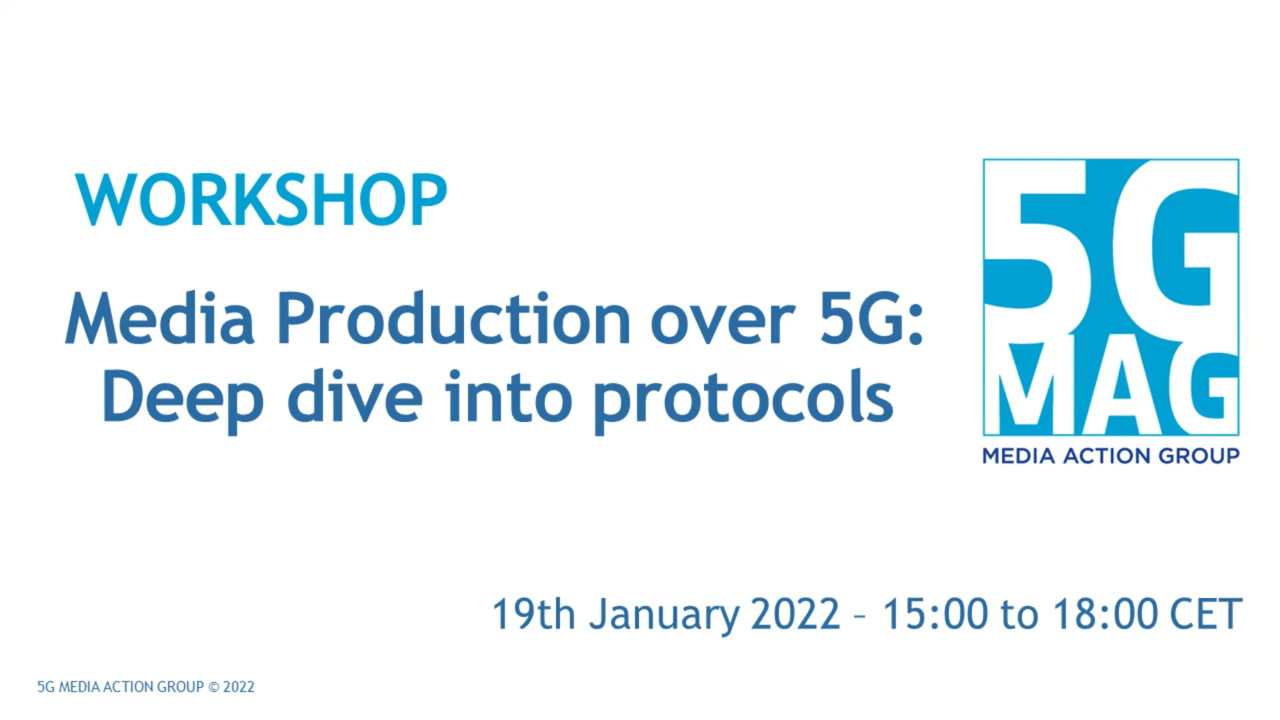 WORKSHOP
Media Production over 5G:
Deep dive into protocols
5G
MAG
MEDIA ACTION GROUP
19th January 2022 – 15:00 to 18:00 CET
5G MEDIA ACTION GROUP © 2022